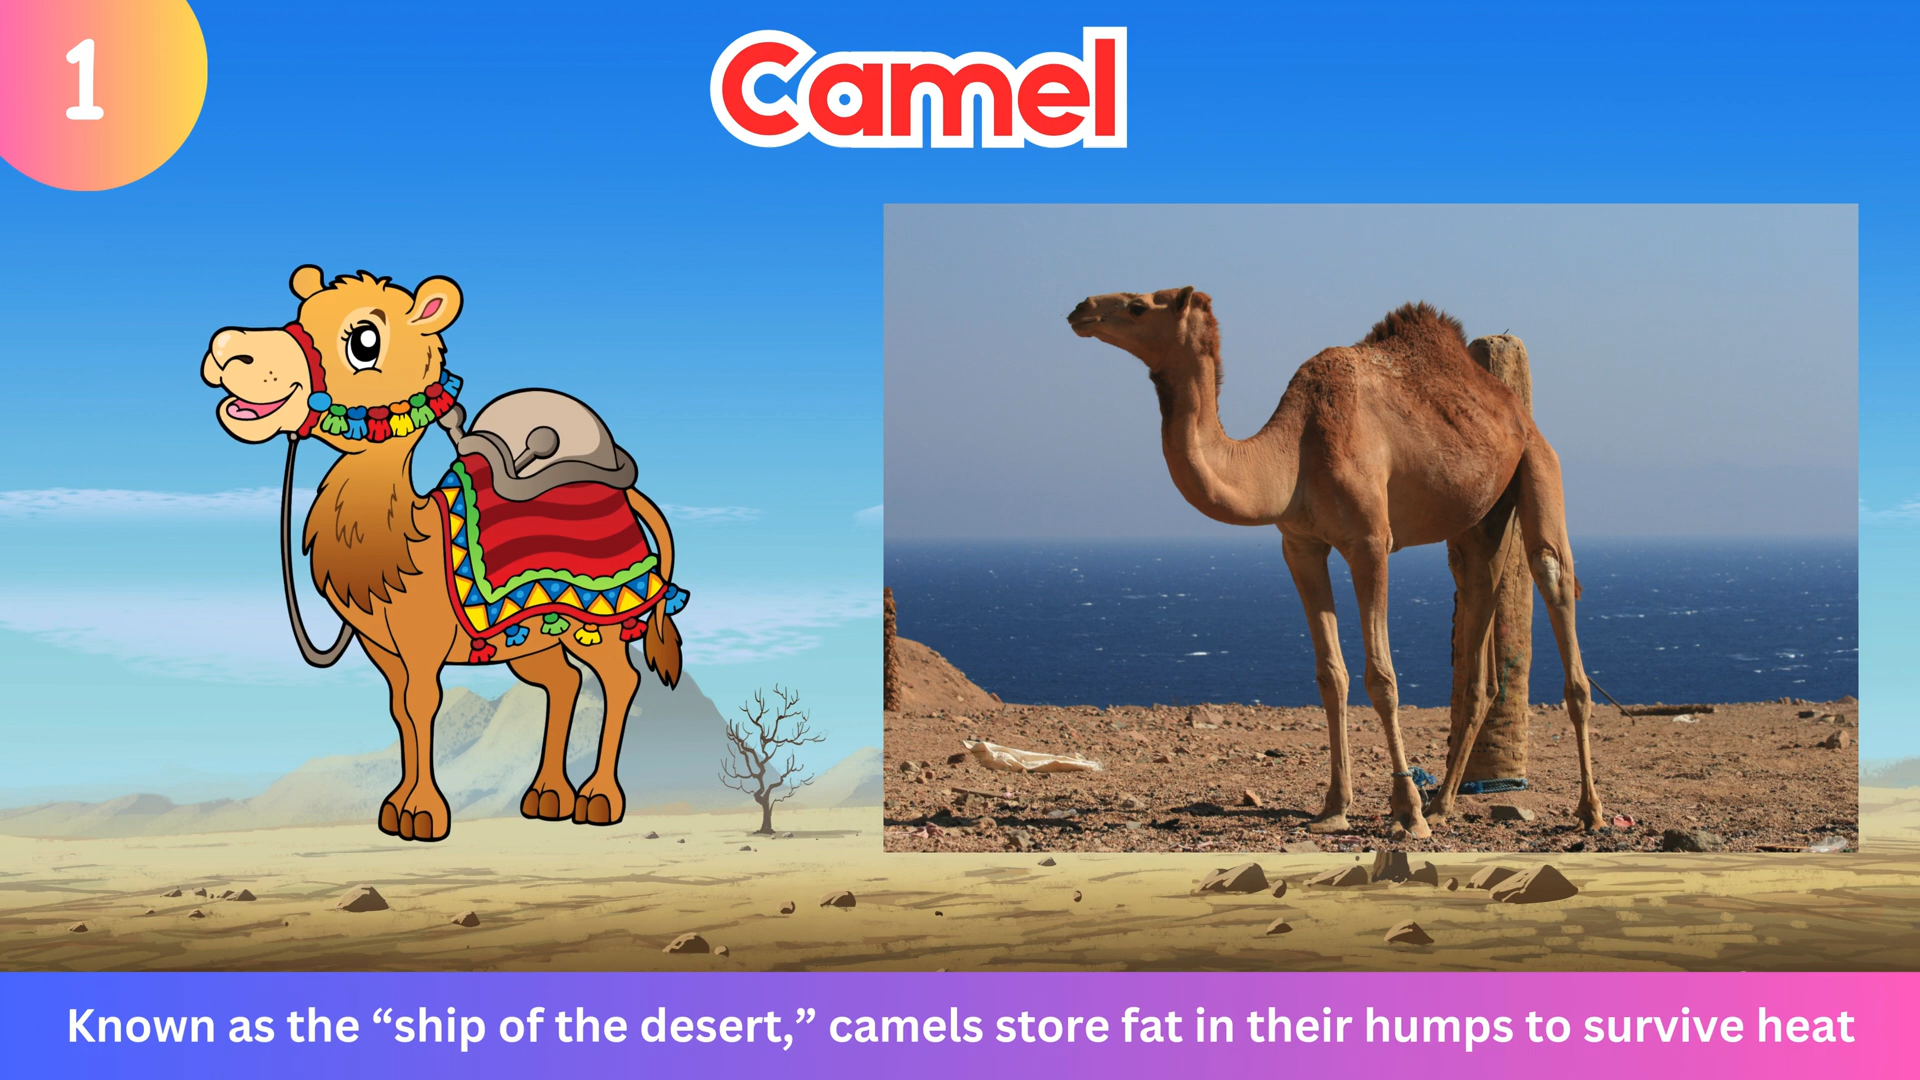 1
Camel
Known as the “ship of the desert,” camels store fat in their humps to survive heat